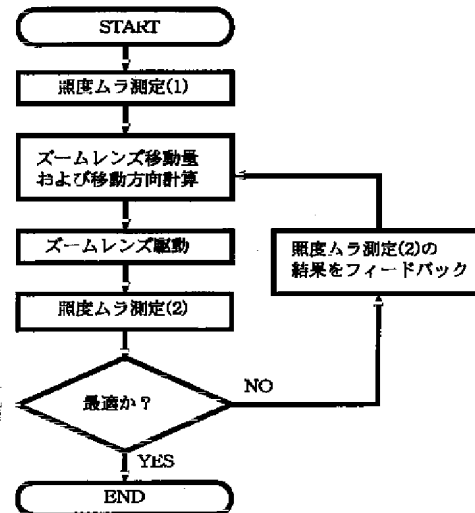 START
照度ムラ測定(1)
ズームレンズ移動量
および移動方向計算
ズームレンズ駆動
照度ムラ測定(2)の
結果をフィードバック
照度ムラ測定(2)
最適か？
NO
YES
END